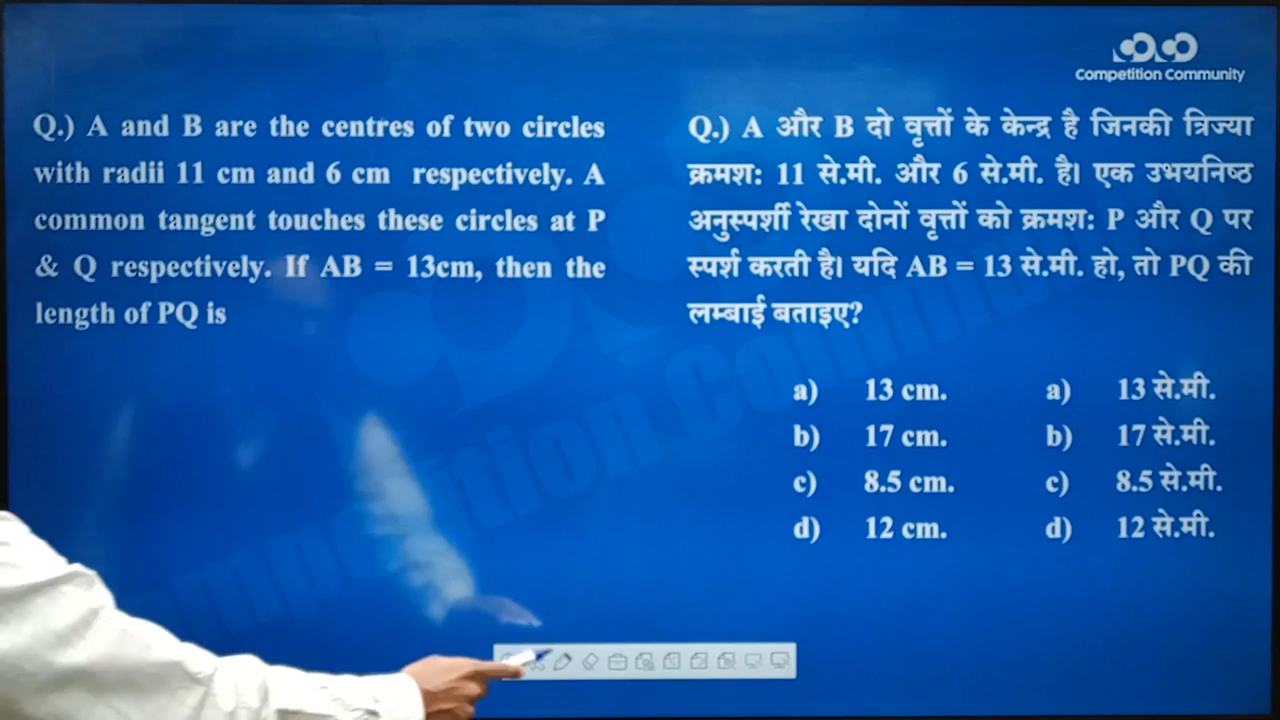 Competition Community
Q.) A and B are the centres of two circles
with radii 11 cm and 6 cm respectively. A
common tangent touches these circles at P
& Q respectively. If AB = 13cm, then the
length of PQ is
Q.) A और B दो वृत्तों के केन्द्र है जिनकी त्रिज्या
क्रमश: 11 से.मी. और 6 से.मी. है। एक उभयनिष्ठ
अनुस्पर्शी रेखा दोनों वृत्तों को क्रमश: P और Q पर
स्पर्श करती है। यदि AB = 13 से.मी. हो, तो PQ की
लम्बाई बताइए?
a) 13 cm. a) 13 से.मी.
b) 17 cm. b) 17 से.मी.
c) 8.5 cm. c) 8.5 से.मी.
d) 12 cm. d) 12 से.मी.